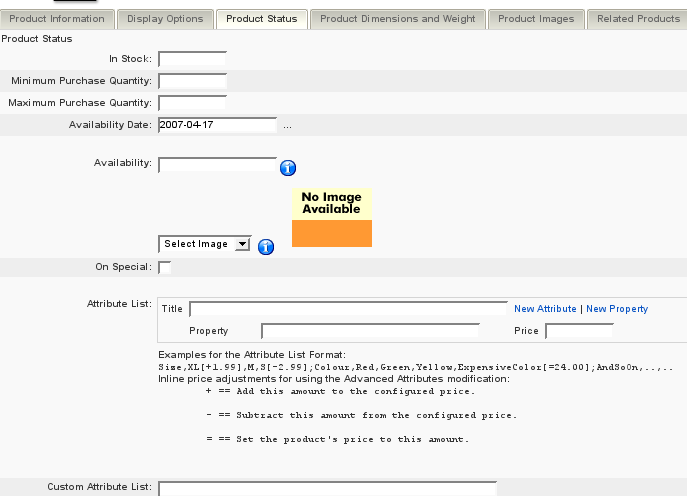 Product Information Display Options Product Status Product Dimensions and Weight Product Images Related Products
Product Status
In Stock:
Minimum Purchase Quantity:
Maximum Purchase Quantity:
Availability Date: 2007-04-17 ...
Availability:
No Image
Available
Select Image
On Special:
Attribute List: Title New Attribute | New Property
Property Price
Examples for the Attribute List Format:
Size,XL[+1.99],M,S[-2.99];Colour,Red,Green,Yellow,ExpensiveColor[=24.00];AndSoOn,..,..
Inline price adjustments for using the Advanced Attributes modification:
+ == Add this amount to the configured price.
- == Subtract this amount from the configured price.
= == Set the product's price to this amount.
Custom Attribute List: